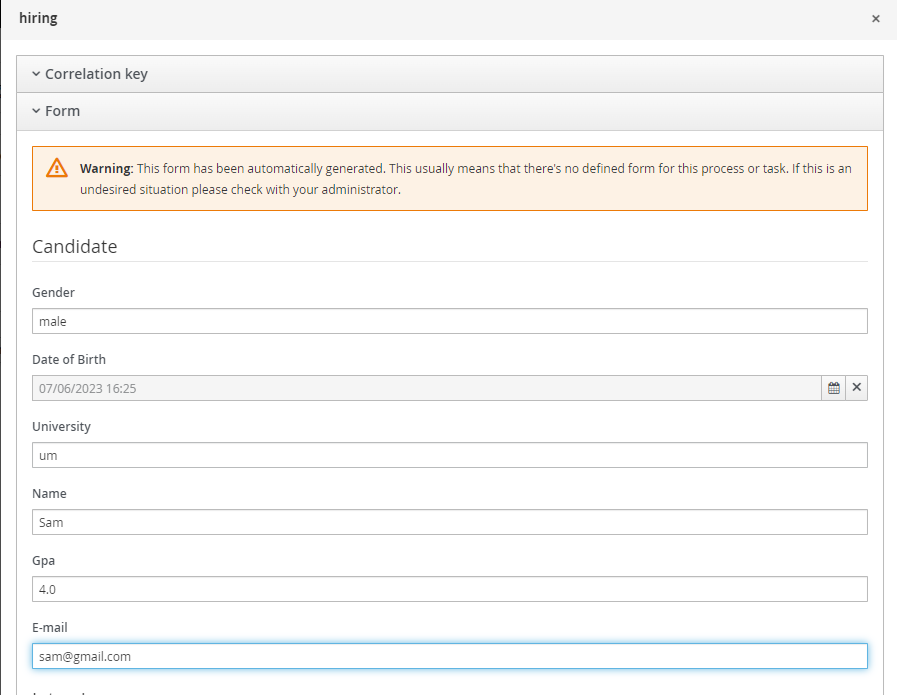 hiring
×
Correlation key
Form
Warning: This form has been automatically generated. This usually means that there's no defined form for this process or task. If this is an
undesired situation please check with your administrator.
Candidate
Gender
male
Date of Birth
07/06/2023 16:25
University
um
Name
Sam
Gpa
4.0
E-mail
sam@gmail.com